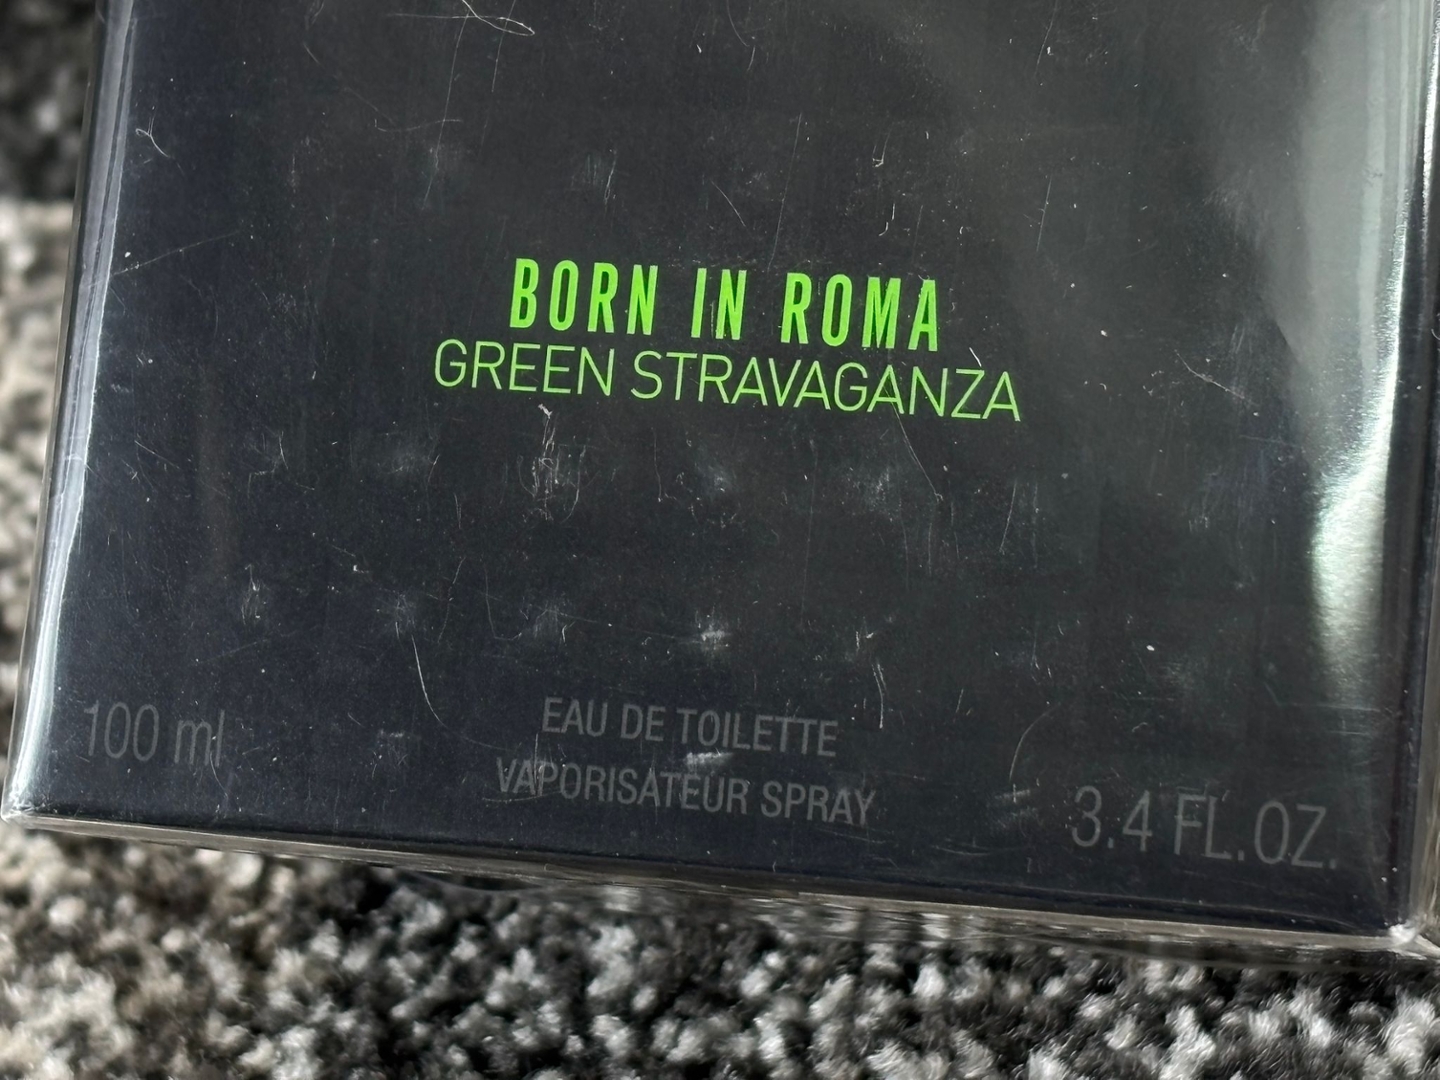 BORN IN ROMA
GREEN STRAVAGANZA
EAU DE TOILETTE
VAPORISATEUR SPRAY
100 ml
3.4 FL. OZ.